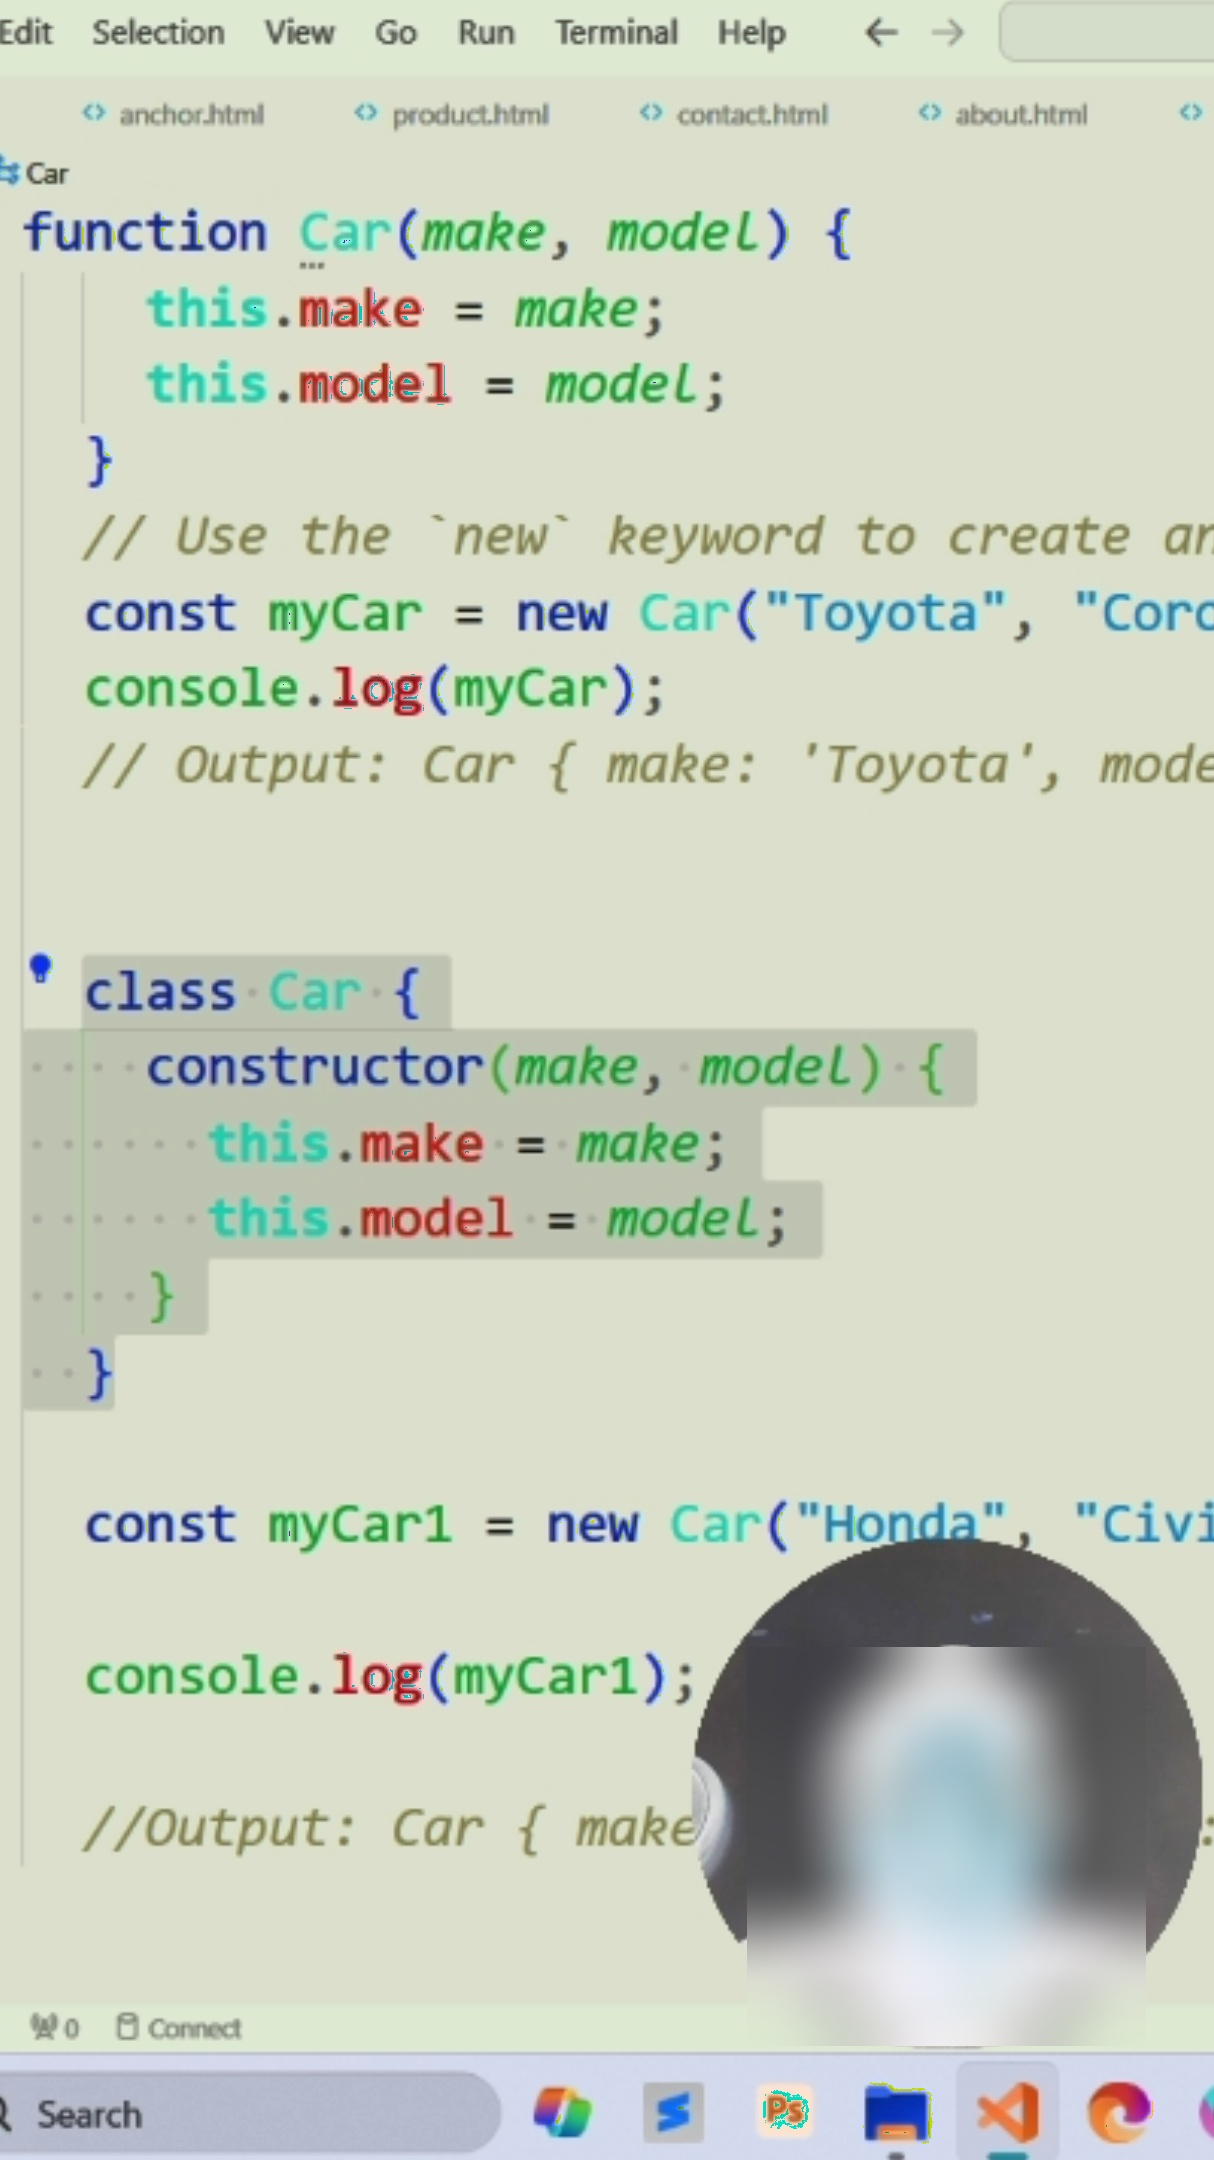 Edit Selection View Go Run Terminal Help
anchor.html product.html contact.html about.html
Car
function Car(make, model) {
this.make = make;
this.model = model;
}
// Use the `new` keyword to create
const myCar = new Car("Toyota", "Coro
console.log(myCar);
// Output: Car { make: 'Toyota', mode
class Car {
constructor(make, model) {
this.make = make;
this.model = model;
}
}
const myCar1 = new Car("Honda", "Civi
console.log(myCar1);
//Output: Car { make
0 Connect
Search
Ps